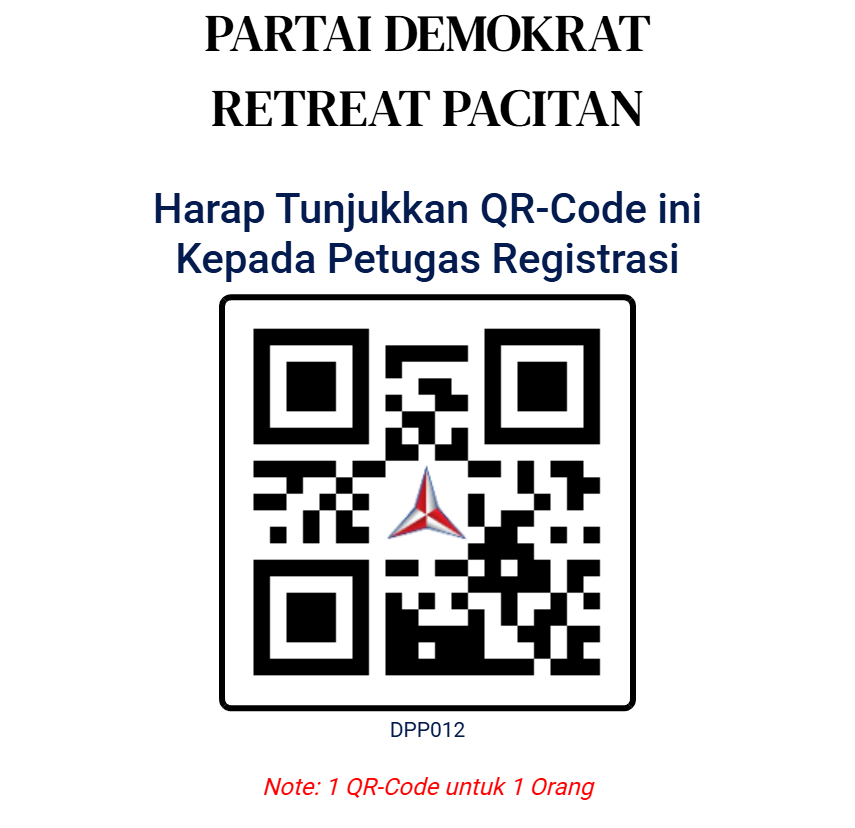 PARTAI DEMOKRAT
RETREAT PACITAN
Harap Tunjukkan QR-Code ini
Kepada Petugas Registrasi
DPP012
Note: 1 QR-Code untuk 1 Orang